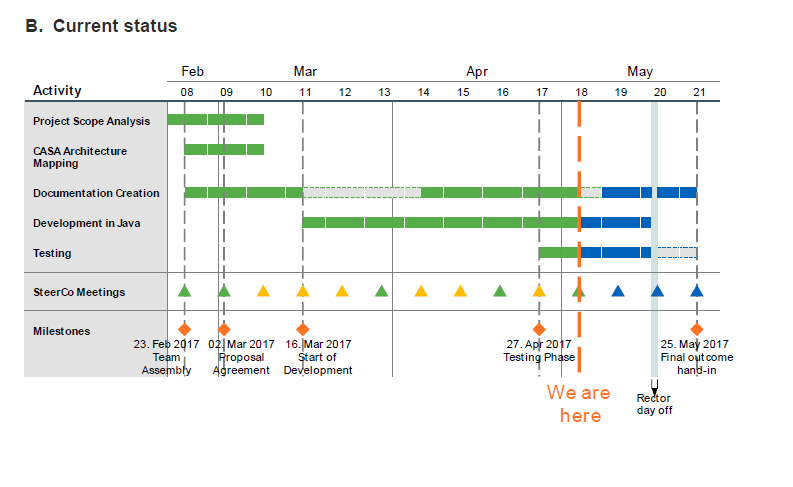 B. Current status
Feb Mar Apr May
Activity 08 09 10 11 12 13 14 15 16 17 18 19 20 21
Project Scope Analysis
CASA Architecture
Mapping
Documentation Creation
Development in Java
Testing
SteerCo Meetings
Milestones
23. Feb 2017
Team
Assembly
02. Mar 2017
Proposal
Agreement
16. Mar 2017
Start of
Development
27. Apr 2017
Testing Phase
25. May 2017
Final outcome
hand-in
We are
here
Rector
day off